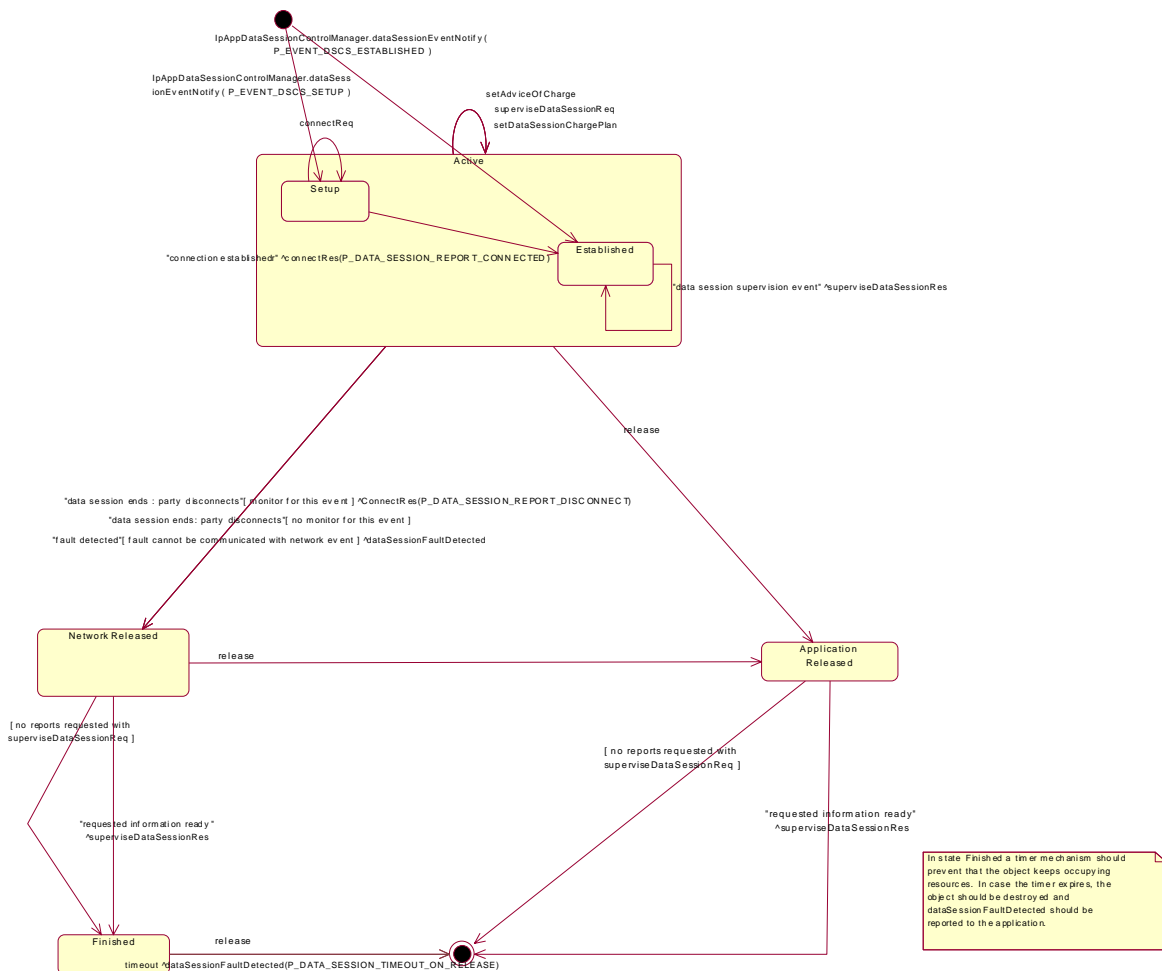 IpAppDataSessionControlManager.dataSessionEventNotify (
P_EVENT_DSCS_ESTABLISHED )
IpAppDataSessionControlManager.dataSess
ionEventNotify ( P_EVENT_DSCS_SETUP )
setAdviceOfCharge
superviseDataSessionReq
setDataSessionChargePlan
connectReq
Active
Setup
Established
"connection establishedr" ^connectRes(P_DATA_SESSION_REPORT_CONNECTED)
"data session supervision event" ^superviseDataSessionRes
release
"data session ends : party disconnects"[ monitor for this event ] ^ConnectRes(P_DATA_SESSION_REPORT_DISCONNECT)
"data session ends: party disconnects"[ no monitor for this event ]
"fault detected"[ fault cannot be communicated with network event ] ^dataSessionFaultDetected
Network Released
Application
Released
release
[ no reports requested with
superviseDataSessionReq ]
[ no reports requested with
superviseDataSessionReq ]
"requested information ready"
^superviseDataSessionRes
"requested information ready"
^superviseDataSessionRes
In state Finished a timer mechanism should
prevent that the object keeps occupying
resources. In case the timer expires, the
object should be destroyed and
dataSessionFaultDetected should be
reported to the application.
Finished
release
timeout ^dataSessionFaultDetected(P_DATA_SESSION_TIMEOUT_ON_RELEASE)